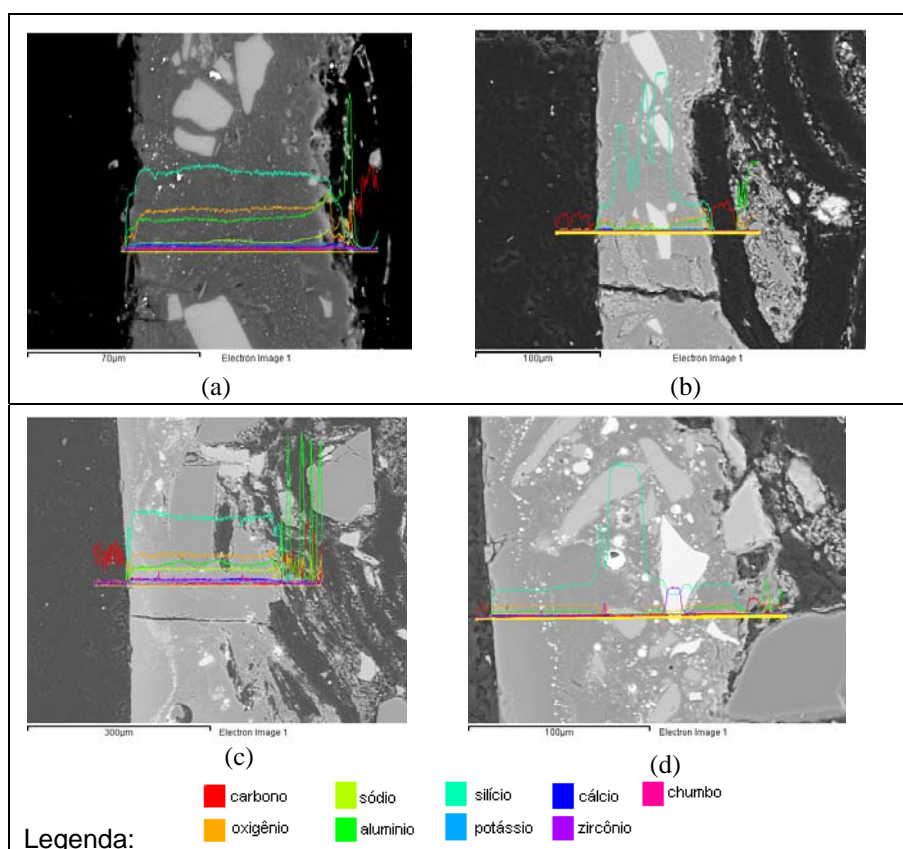 70µm Electron Image 1
(a)
100µm Electron Image 1
(b)
300µm Electron Image 1
(c)
100µm Electron Image 1
(d)
carbono sódio silício cálcio chumbo
oxigênio aluminio potássio zircônio
Legenda: